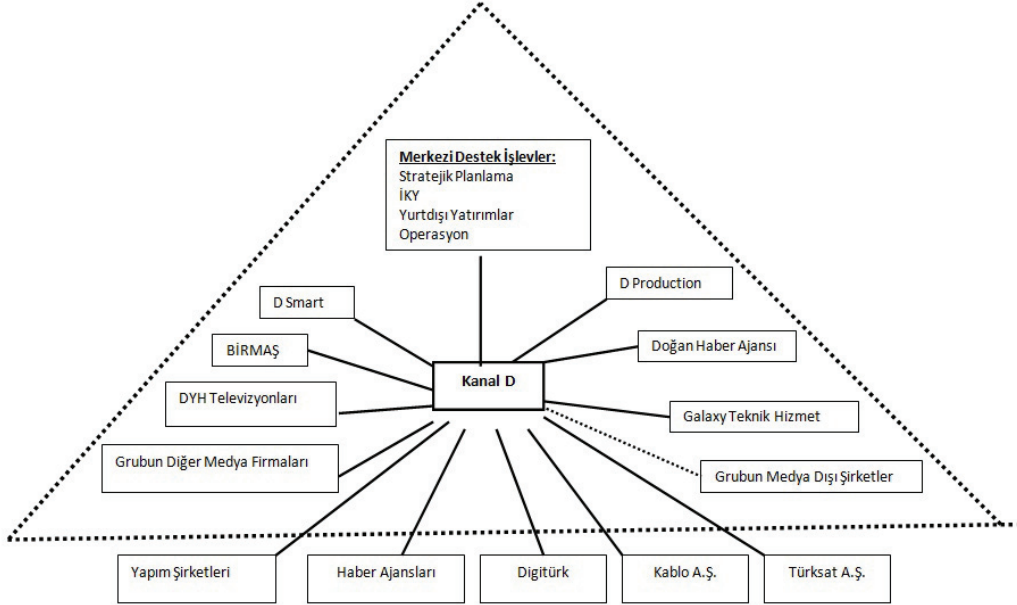 Merkezi Destek İşlevler:
Stratejik Planlama
İKY
Yurtdışı Yatırımlar
Operasyon
D Smart
D Production
BİRMAŞ
Doğan Haber Ajansı
Kanal D
DYH Televizyonları
Galaxy Teknik Hizmet
Grubun Diğer Medya Firmaları
Grubun Medya Dışı Şirketler
Yapım Şirketleri
Haber Ajansları
Digitürk
Kablo A.Ş.
Türksat A.Ş.